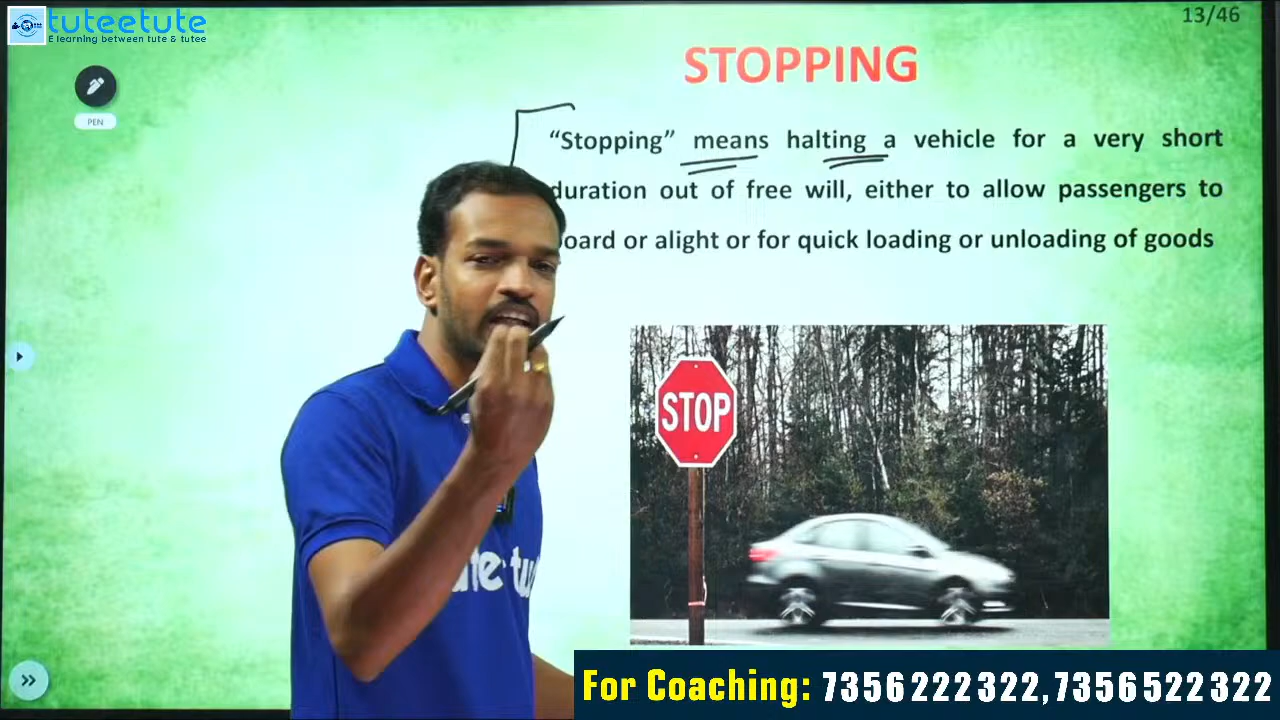 tuteetute
E learning between tute & tutee
13/46
STOPPING
PEN
“Stopping” means halting a vehicle for a very short
duration out of free will, either to allow passengers to
board or alight or for quick loading or unloading of goods
STOP
For Coaching: 7356222322,7356522322